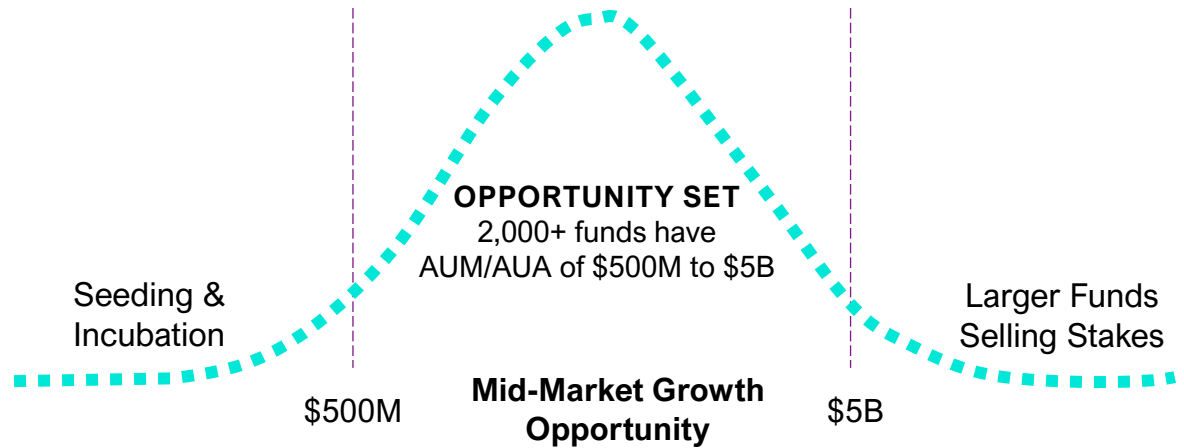 OPPORTUNITY SET
2,000+ funds have
AUM/AUA of $500M to $5B
Seeding &
Incubation
Larger Funds
Selling Stakes
$500M
Mid-Market Growth
Opportunity
$5B